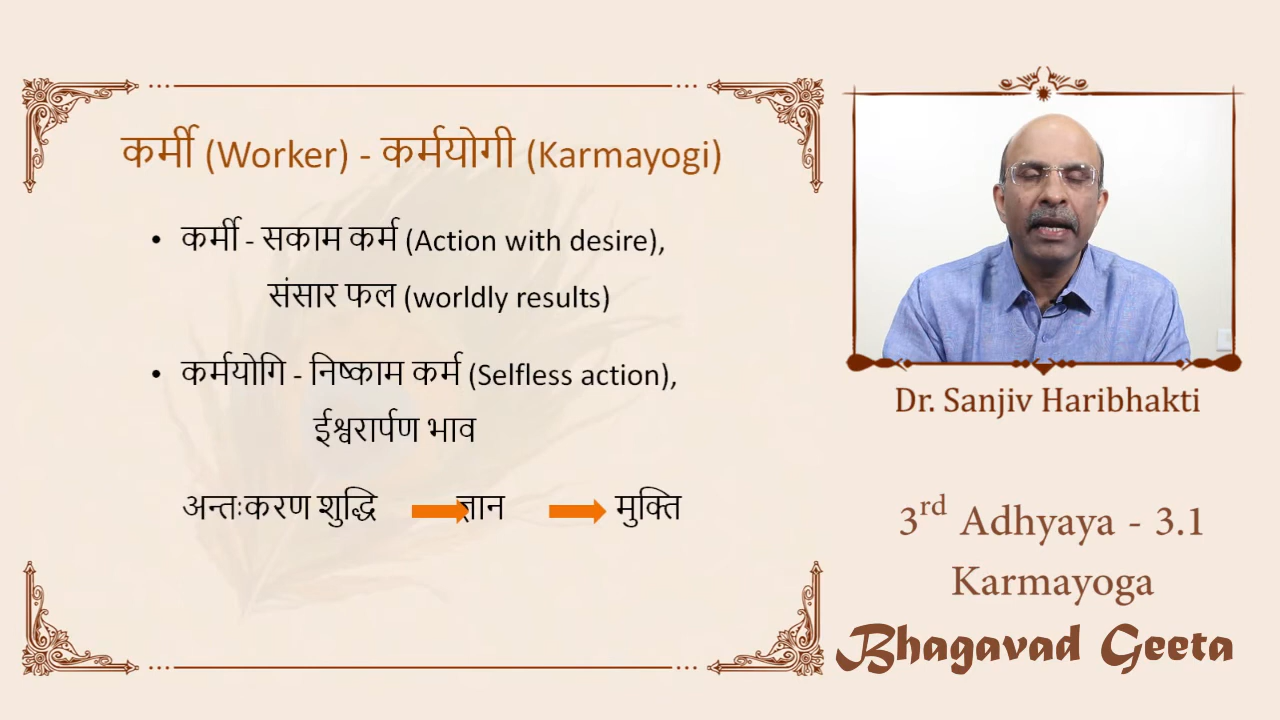 कर्मी (Worker) - कर्मयोगी (Karmayogi)
• कर्मी - सकाम कर्म (Action with desire),
संसार फल (worldly results)
• कर्मयोगि - निष्काम कर्म (Selfless action),
ईश्वरार्पण भाव
अन्तःकरण शुद्धि ज्ञान मुक्ति
Dr. Sanjiv Haribhakti
3rd Adhyaya - 3.1
Karmayoga
Bhagavad Geeta